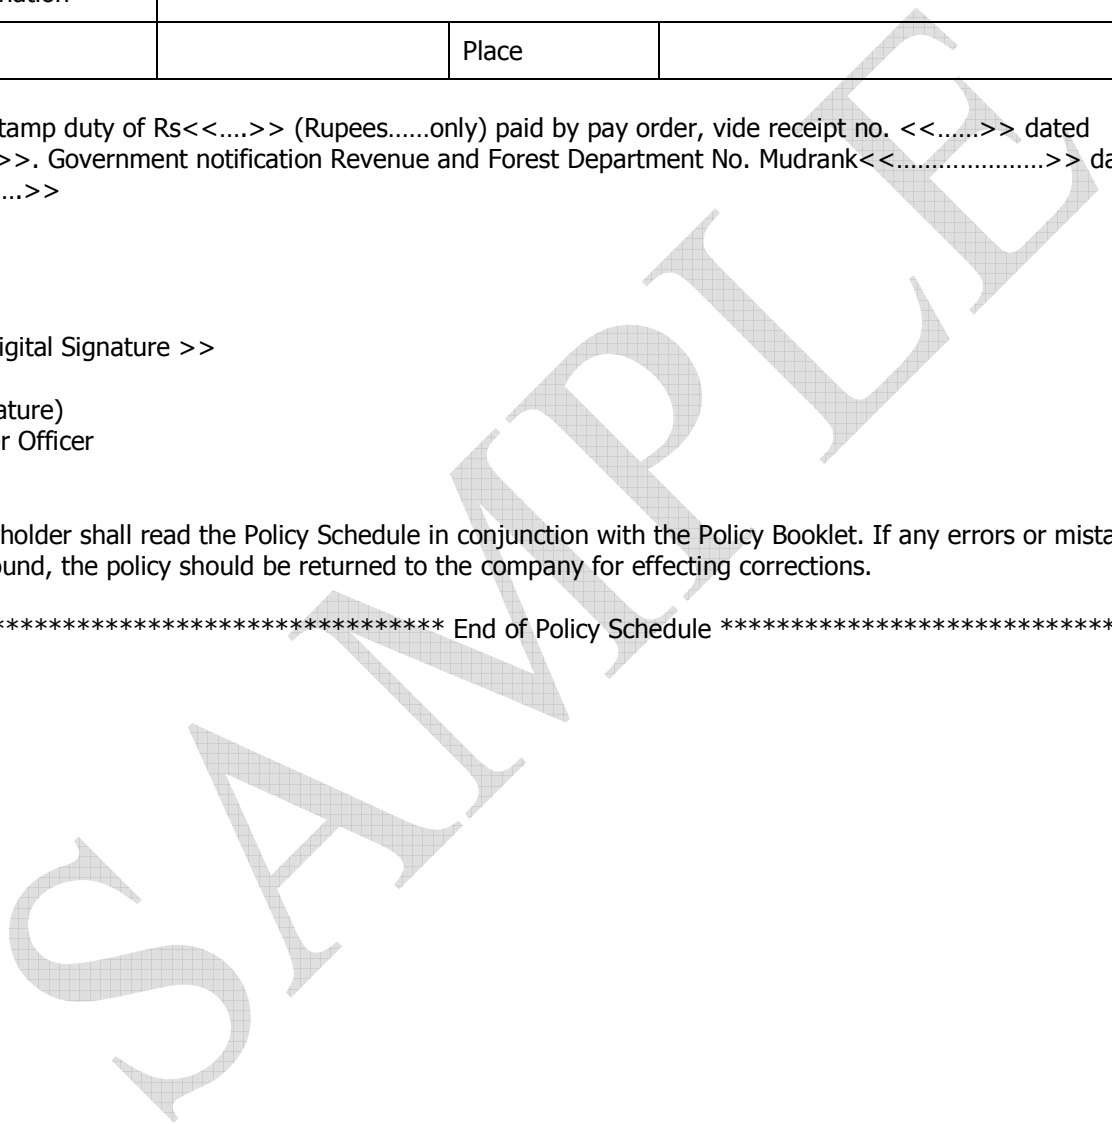 Place
tamp duty of Rs<<....>> (Rupees......only) paid by pay order, vide receipt no. <<......>> dated
>>. Government notification Revenue and Forest Department No. Mudrank<<.....................>> da
....>>
igital Signature >>
ature)
r Officer
holder shall read the Policy Schedule in conjunction with the Policy Booklet. If any errors or mista
ound, the policy should be returned to the company for effecting corrections.
******************************** End of Policy Schedule ****************************
SAMPLE